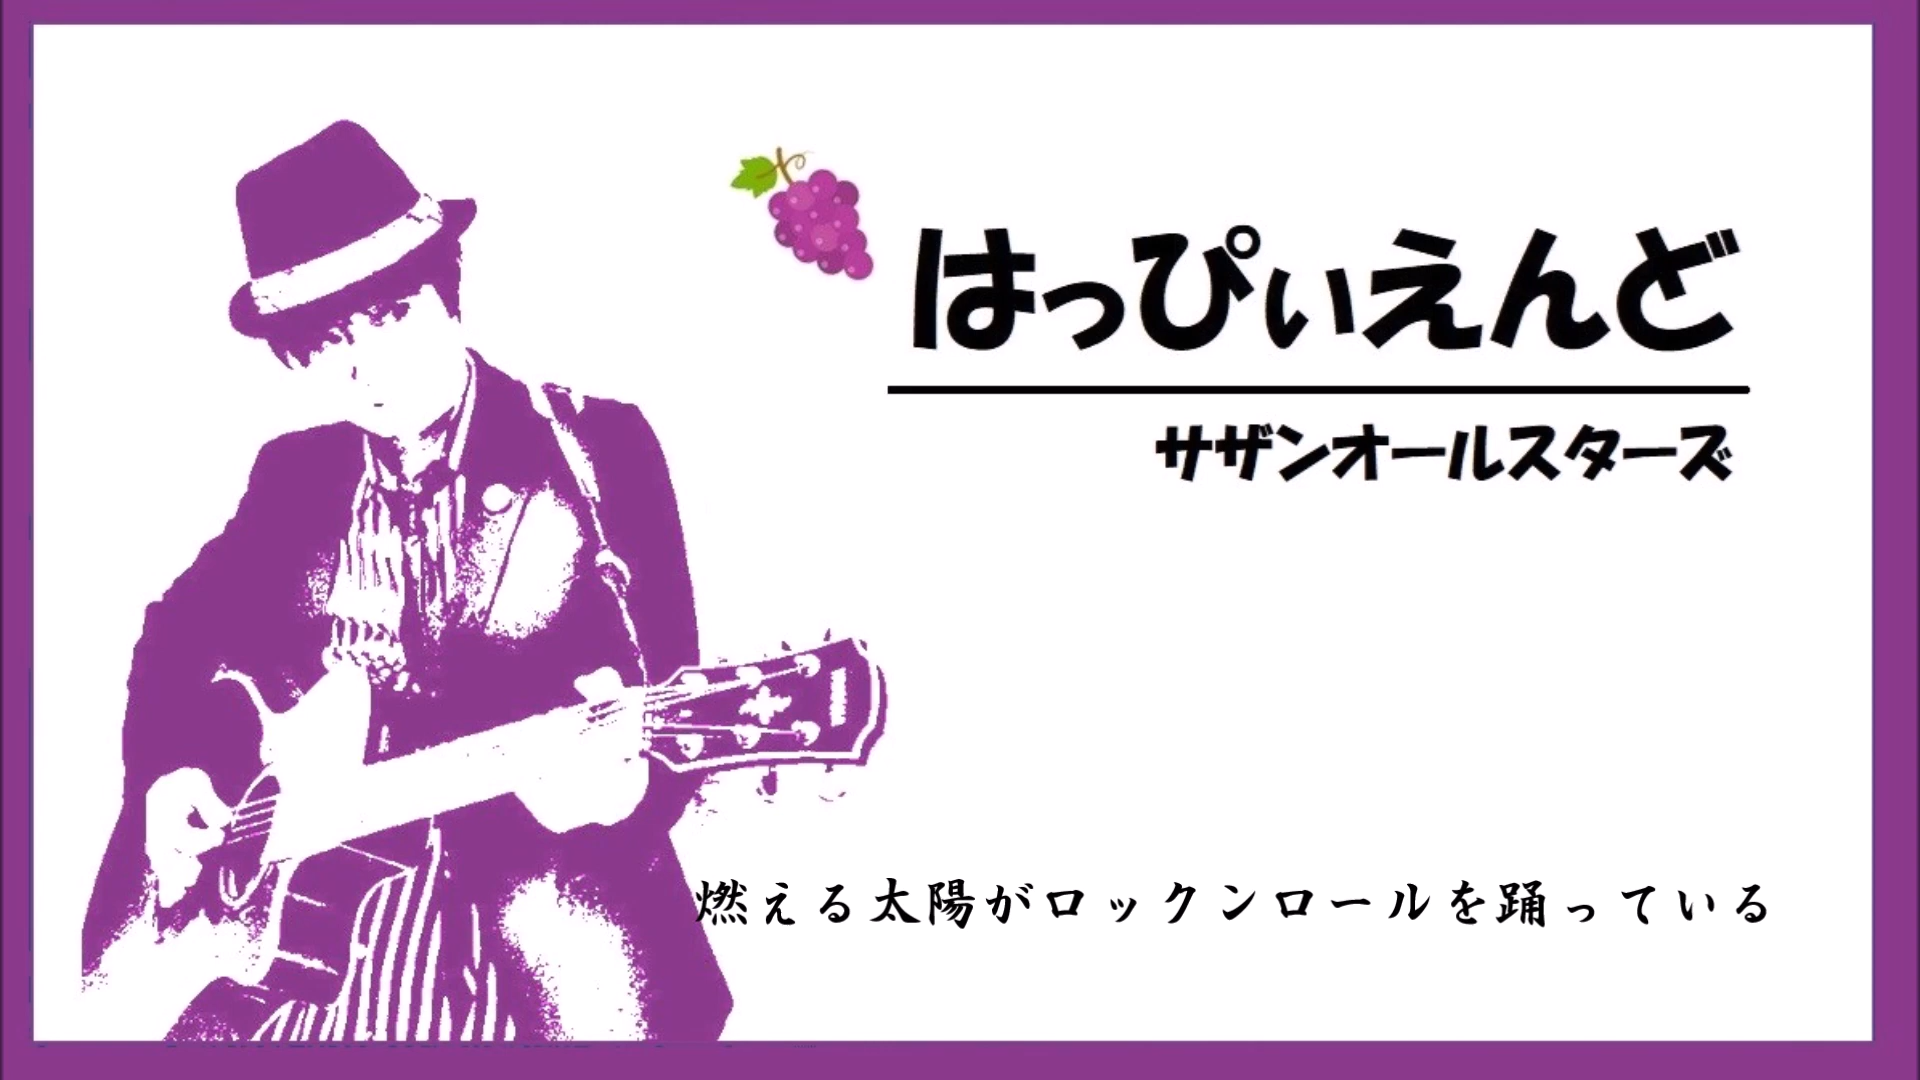 はっぴいえんど
サザンオールスターズ
燃える太陽がロックンロールを踊っている